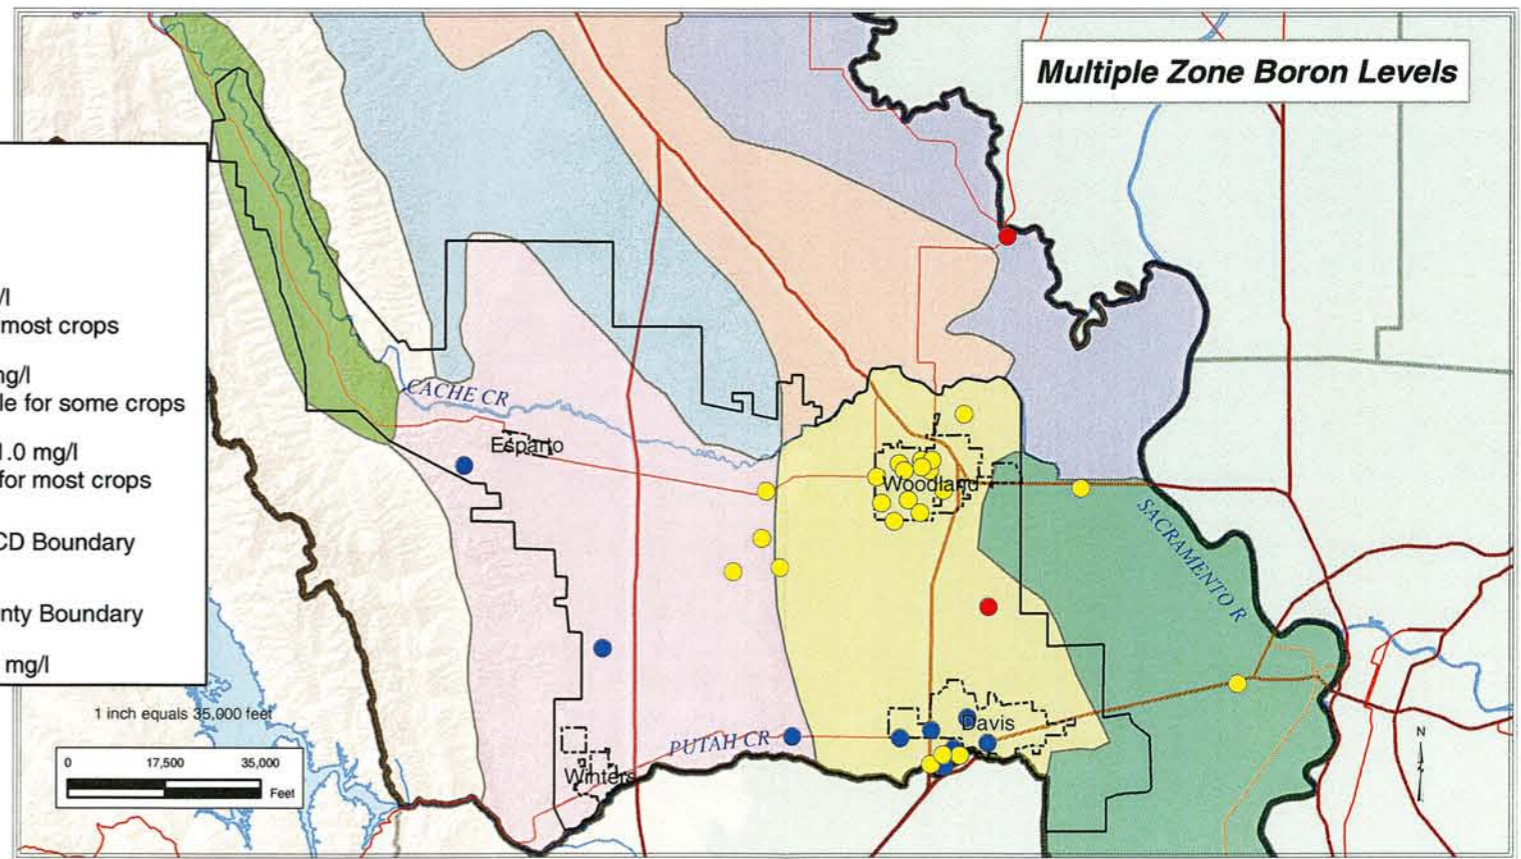 Multiple Zone Boron Levels
/l
most crops
mg/l
le for some crops
1.0 mg/l
for most crops
CD Boundary
nty Boundary
mg/l
1 inch equals 35,000 feet
0 17,500 35,000
Feet
CACHE CR
Esparto
Woodland
SACRAMENTO R
Davis
PUTAH CR
Winters
N